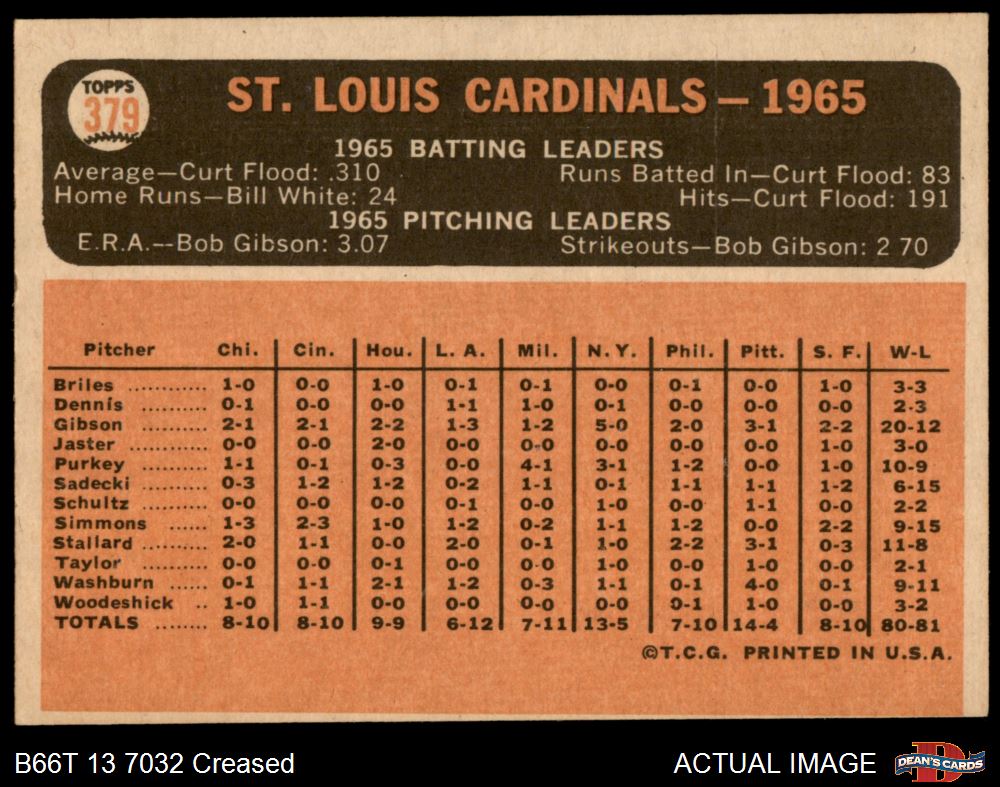 TOPPS
379
ST. LOUIS CARDINALS — 1965
1965 BATTING LEADERS
Average—Curt Flood: .310 Runs Batted In—Curt Flood: 83
Home Runs—Bill White: 24 Hits—Curt Flood: 191
1965 PITCHING LEADERS
E.R.A.—Bob Gibson: 3.07 Strikeouts—Bob Gibson: 2 70
Pitcher Chi. Cin. Hou. L. A. Mil. N. Y. Phil. Pitt. S. F. W-L
Briles ........... 1-0 0-0 1-0 0-1 0-1 0-0 0-1 0-0 1-0 3-3
Dennis ......... 0-1 0-0 0-0 1-1 1-0 0-1 0-0 0-0 0-0 2-3
Gibson ......... 2-1 2-1 2-2 1-3 1-2 5-0 2-0 3-1 2-2 20-12
Jaster ........... 0-0 0-0 2-0 0-0 0-0 0-0 0-0 0-0 1-0 3-0
Purkey ......... 1-1 0-1 0-3 0-0 4-1 3-1 1-2 0-0 1-0 10-9
Sadecki ......... 0-3 1-2 1-2 0-2 1-1 0-1 1-1 1-1 1-2 6-15
Schultz ......... 0-0 0-0 0-0 0-1 0-0 1-0 0-0 1-1 0-0 2-2
Simmons ...... 1-3 2-3 1-0 1-2 0-2 1-1 1-2 0-0 2-2 9-15
Stallard ......... 2-0 1-1 0-0 2-0 0-1 1-0 2-2 3-1 0-3 11-8
Taylor ......... 0-0 0-0 0-1 0-0 0-0 1-0 0-0 1-0 0-0 2-1
Washburn ...... 0-1 1-1 2-1 1-2 0-3 1-1 0-1 4-0 0-1 9-11
Woodeshick .. 1-0 1-1 0-0 0-0 0-0 0-0 0-1 1-0 0-0 3-2
TOTALS ........ 8-10 8-10 9-9 6-12 7-11 13-5 7-10 14-4 8-10 80-81
©T.C.G. PRINTED IN U.S.A.
B66T 13 7032 Creased ACTUAL IMAGE
D
DEAN'S CARDS